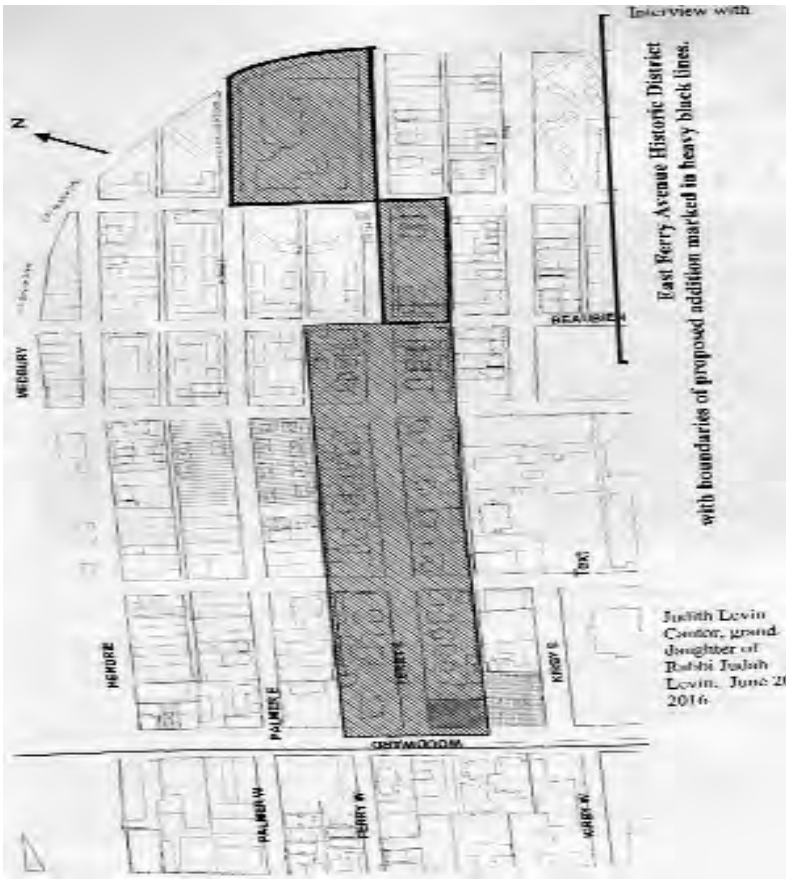 Interview with
East Ferry Avenue Historic District
with boundaries of proposed addition marked in heavy black lines.
N
MEDBURY
BEAUBIEN
HENDRIE
PALMER E
FERRY E
KIRBY E
Text
WOODWARD
PALMER W
FERRY W
KIRBY W
Judith Levin
Cantor, grand-
daughter of
Rabbi Judah
Levin. June 20
2016